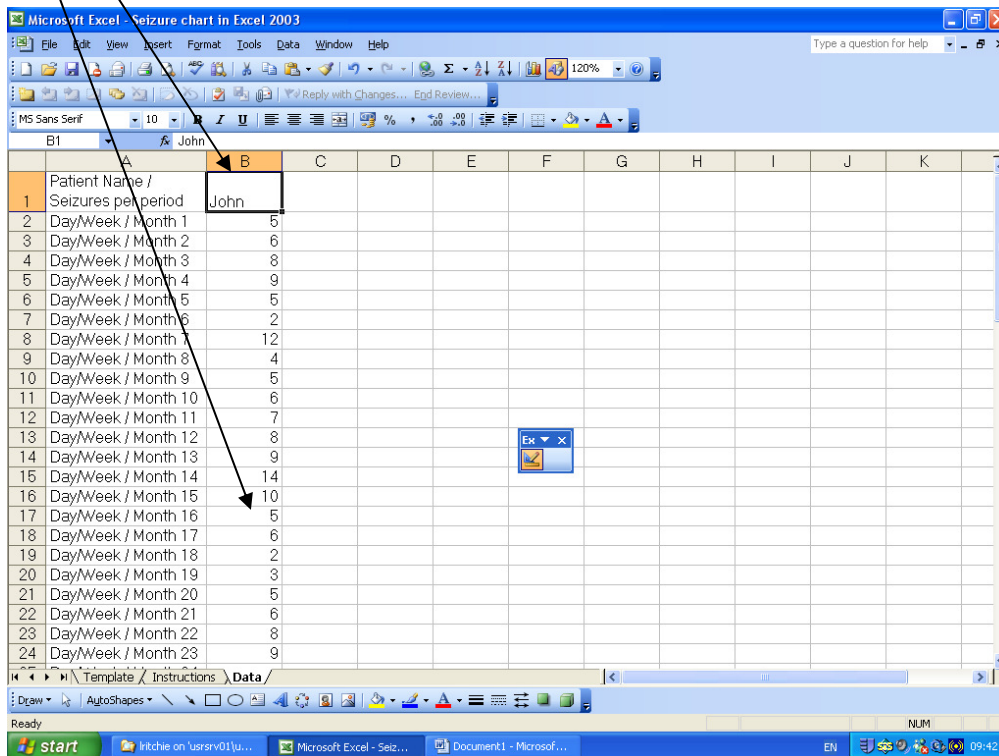 Microsoft Excel - Seizure chart in Excel 2003
File Edit View Insert Format Tools Data Window Help Type a question for help
120%
Reply with Changes... End Review...
MS Sans Serif 10 B I U % ,
B1 fx John
A B C D E F G H I J K
Patient Name /
1 Seizures per period John
2 Day/Week / Month 1 5
3 Day/Week / Month 2 6
4 Day/Week / Month 3 8
5 Day/Week / Month 4 9
6 Day/Week / Month 5 5
7 Day/Week / Month 6 2
8 Day/Week / Month 7 12
9 Day/Week / Month 8 4
10 Day/Week / Month 9 5
11 Day/Week / Month 10 6
12 Day/Week / Month 11 7
13 Day/Week / Month 12 8
14 Day/Week / Month 13 9
15 Day/Week / Month 14 14
16 Day/Week / Month 15 10
17 Day/Week / Month 16 5
18 Day/Week / Month 17 6
19 Day/Week / Month 18 2
20 Day/Week / Month 19 3
21 Day/Week / Month 20 5
22 Day/Week / Month 21 6
23 Day/Week / Month 22 8
24 Day/Week / Month 23 9
Ex
Template / Instructions \ Data /
Draw AutoShapes
Ready NUM
start lritchie on 'usrsrv01\u... Microsoft Excel - Seiz... Document1 - Microsof... EN 09:42